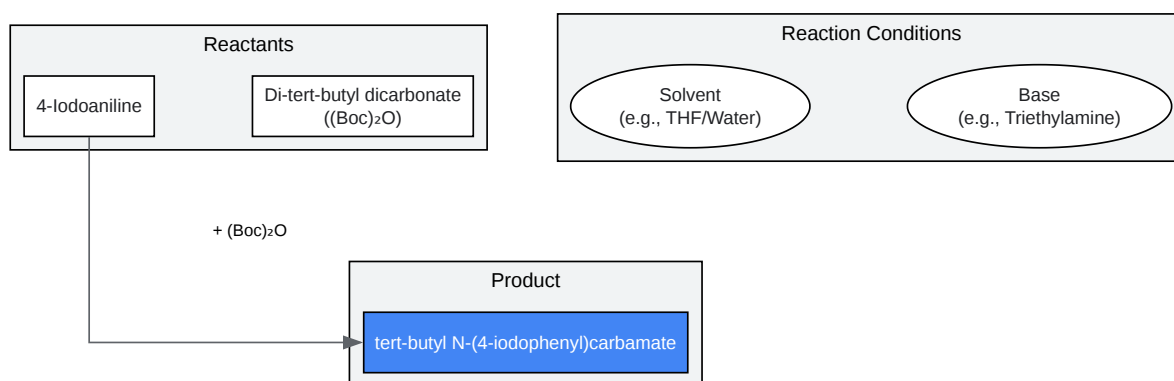 Reactants
4-Iodoaniline
Di-tert-butyl dicarbonate
((Boc)₂O)
Reaction Conditions
Solvent
(e.g., THF/Water)
Base
(e.g., Triethylamine)
+ (Boc)₂O
Product
tert-butyl N-(4-iodophenyl)carbamate